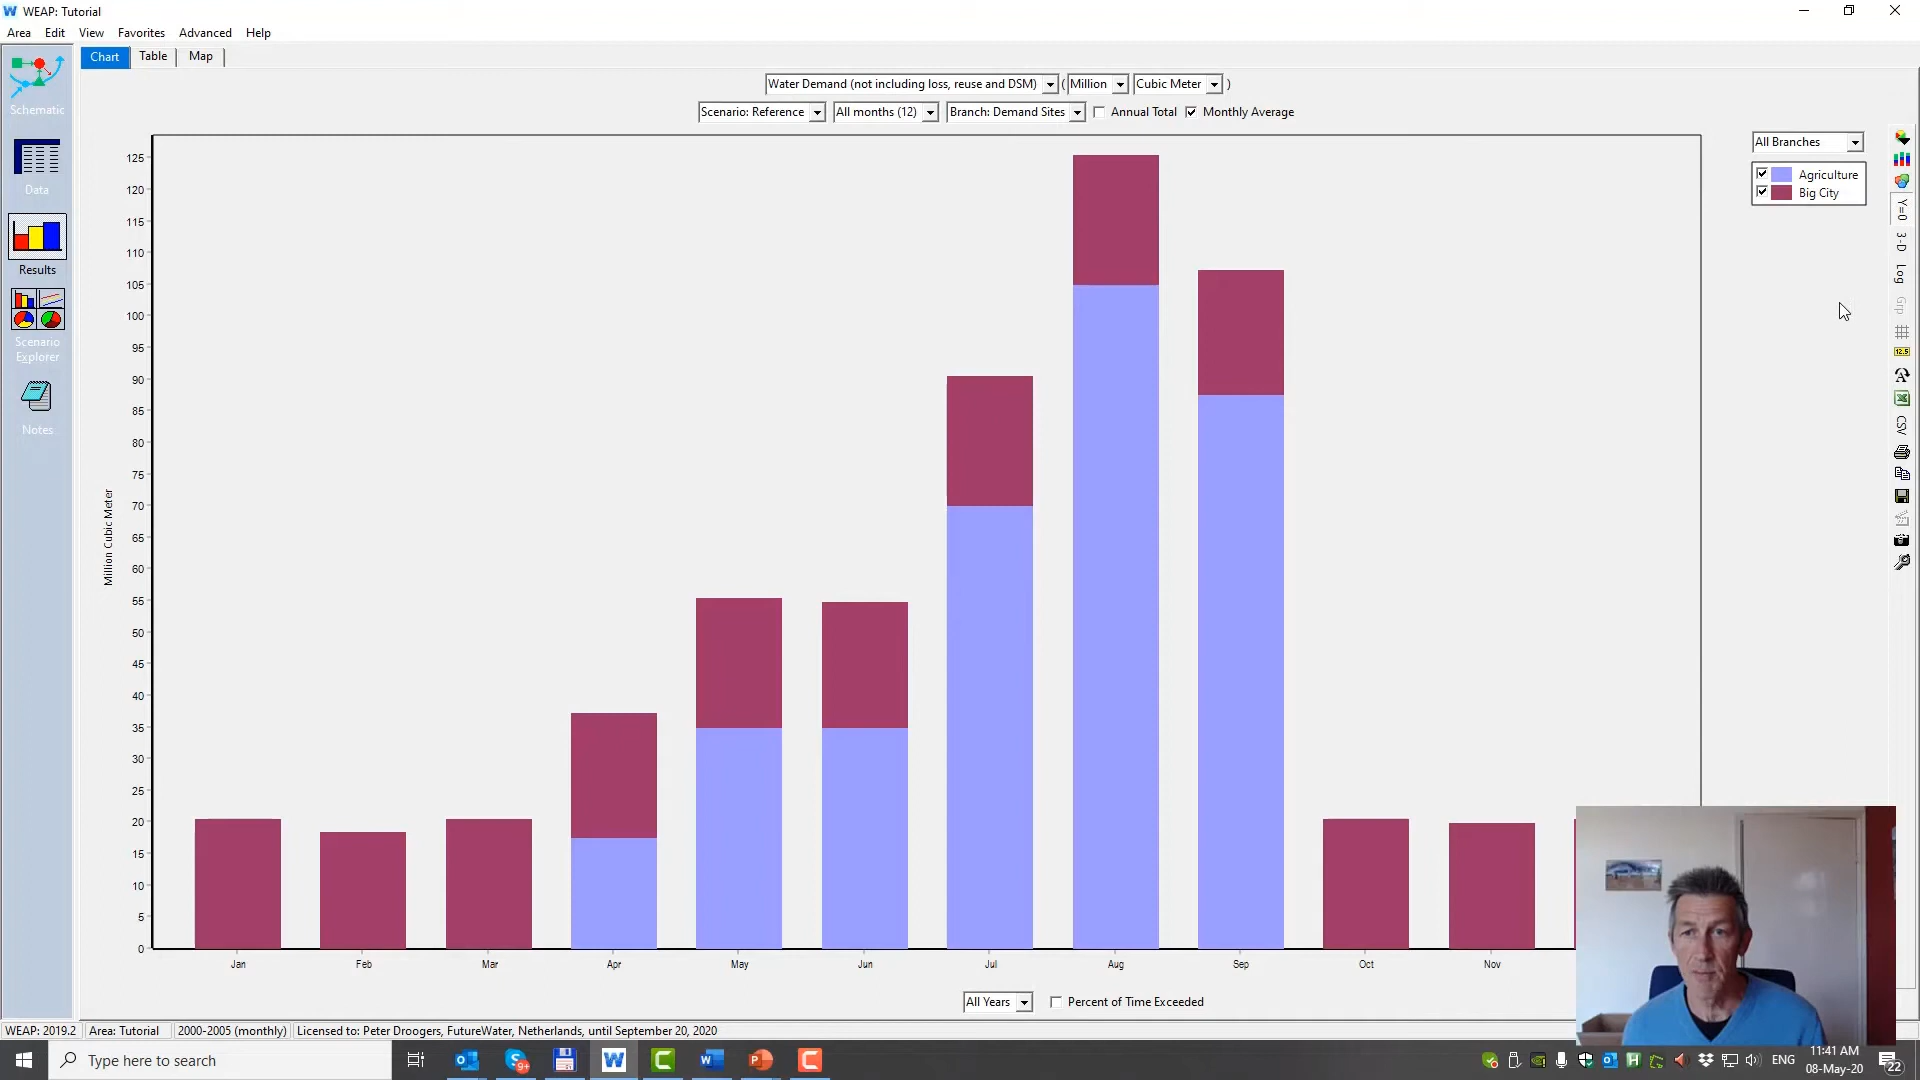 WEAP: Tutorial
Area Edit View Favorites Advanced Help
Chart Table Map
Water Demand (not including loss, reuse and DSM) ( Million Cubic Meter )
Scenario: Reference All months (12) Branch: Demand Sites Annual Total Monthly Average
Schematic
Data
Results
Scenario
Explorer
Notes
All Branches
Agriculture
Big City
Y=0
3-D
Log
Grp
12.5
CSV
Million Cubic Meter
125
120
115
110
105
100
95
90
85
80
75
70
65
60
55
50
45
40
35
30
25
20
15
10
5
0
Jan Feb Mar Apr May Jun Jul Aug Sep Oct Nov
All Years Percent of Time Exceeded
WEAP: 2019.2 Area: Tutorial 2000-2005 (monthly) Licensed to: Peter Droogers, FutureWater, Netherlands, until September 20, 2020
Type here to search
ENG
11:41 AM
08-May-20
22